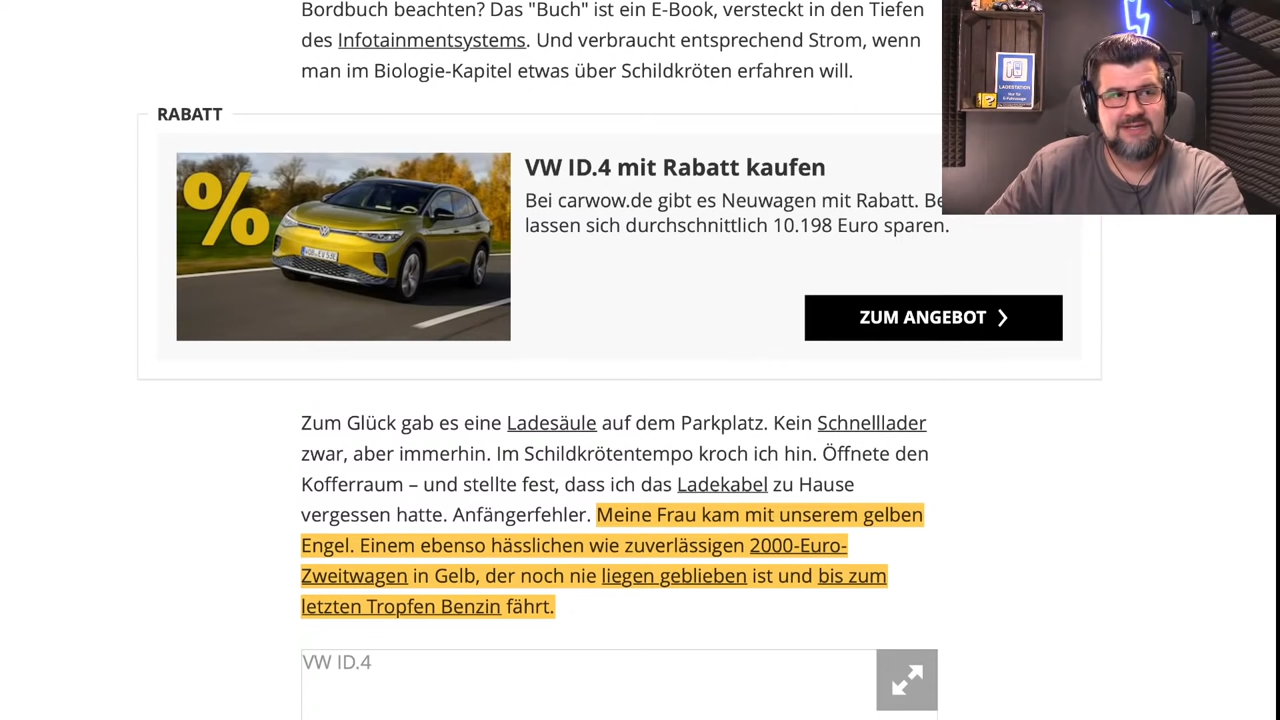 Bordbuch beachten? Das "Buch" ist ein E-Book, versteckt in den Tiefen
des Infotainmentsystems. Und verbraucht entsprechend Strom, wenn
man im Biologie-Kapitel etwas über Schildkröten erfahren will.
LADESTATION
RABATT
%
VW ID.4 mit Rabatt kaufen
Bei carwow.de gibt es Neuwagen mit Rabatt. Be
lassen sich durchschnittlich 10.198 Euro sparen.
ZUM ANGEBOT
Zum Glück gab es eine Ladesäule auf dem Parkplatz. Kein Schnelllader
zwar, aber immerhin. Im Schildkrötentempo kroch ich hin. Öffnete den
Kofferraum – und stellte fest, dass ich das Ladekabel zu Hause
vergessen hatte. Anfängerfehler. Meine Frau kam mit unserem gelben
Engel. Einem ebenso hässlichen wie zuverlässigen 2000-Euro-
Zweitwagen in Gelb, der noch nie liegen geblieben ist und bis zum
letzten Tropfen Benzin fährt.
VW ID.4